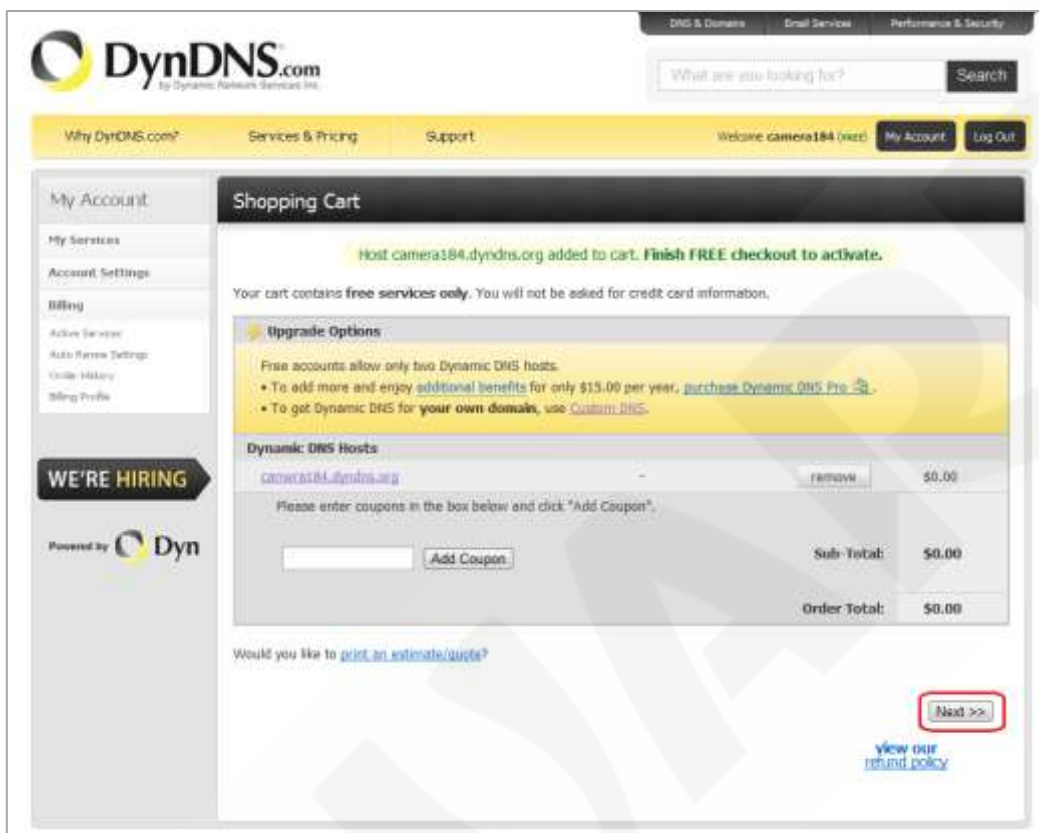 DNS & Domains Email Services Performance & Security
DynDNS.com
by Dynamic Network Services Inc.
What are you looking for? Search
Why DynDNS.com? Services & Pricing Support Welcome camera184 My Account Log Out
My Account
My Services
Account Settings
Billing
Active Services
Auto Renew Settings
Order History
Billing Profile
WE'RE HIRING
Powered by Dyn
Shopping Cart
Host camera184.dyndns.org added to cart. Finish FREE checkout to activate.
Your cart contains free services only. You will not be asked for credit card information.
Upgrade Options
Free accounts allow only two Dynamic DNS hosts.
• To add more and enjoy additional benefits for only $15.00 per year, purchase Dynamic DNS Pro .
• To get Dynamic DNS for your own domain, use Custom DNS.
Dynamic DNS Hosts
camera184.dyndns.org - remove $0.00
Please enter coupons in the box below and click "Add Coupon".
Add Coupon
Sub-Total: $0.00
Order Total: $0.00
Would you like to print an estimate/quote?
Next >>
view our
refund policy